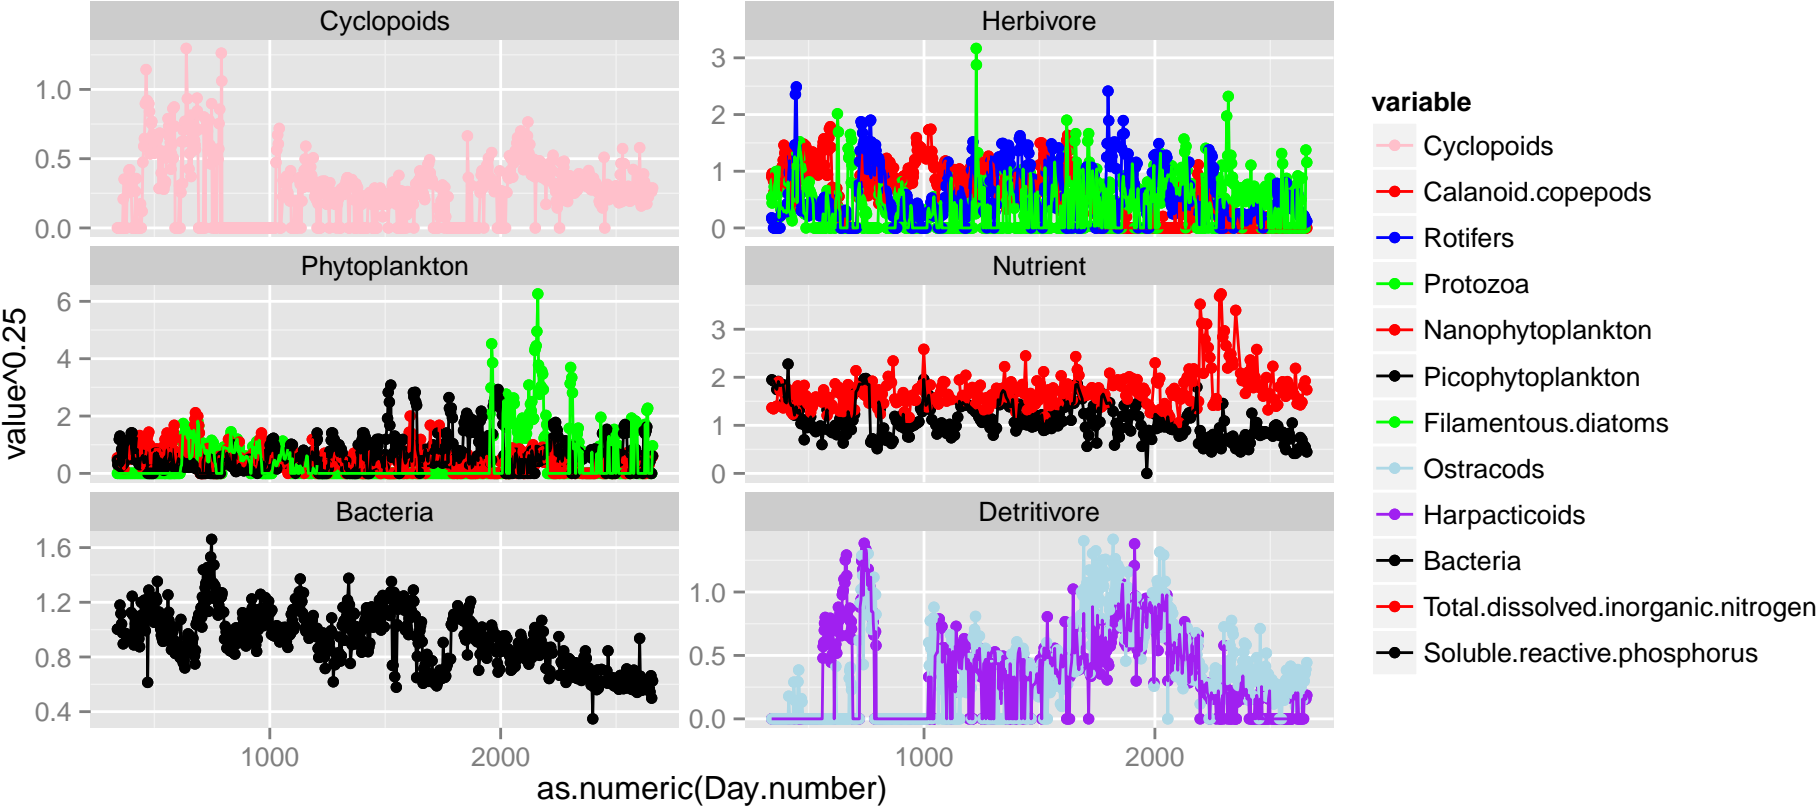 Cyclopoids
Herbivore
1.0
0.5
0.0
3
2
1
0
Phytoplankton
Nutrient
6
4
2
0
3
2
1
0
Bacteria
Detritivore
1.6
1.2
0.8
0.4
1.0
0.5
0.0
1000
2000
1000
2000
as.numeric(Day.number)
value^0.25
variable
Cyclopoids
Calanoid.copepods
Rotifers
Protozoa
Nanophytoplankton
Picophytoplankton
Filamentous.diatoms
Ostracods
Harpacticoids
Bacteria
Total.dissolved.inorganic.nitrogen
Soluble.reactive.phosphorus